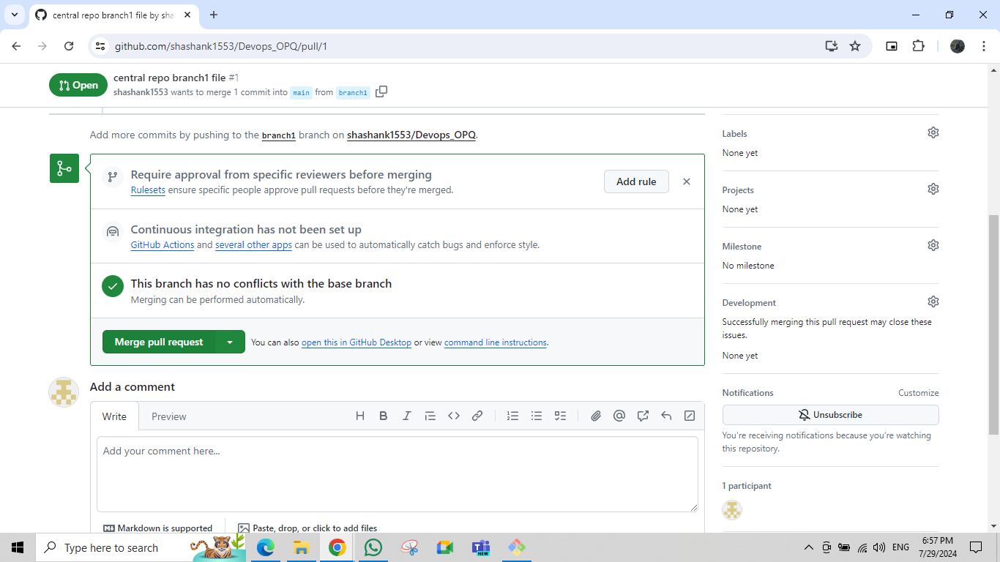 central repo branch1 file by sha
github.com/shashank1553/Devops_OPQ/pull/1
Open
central repo branch1 file #1
shashank1553 wants to merge 1 commit into main from branch1
Add more commits by pushing to the branch1 branch on shashank1553/Devops_OPQ.
Require approval from specific reviewers before merging
Rulesets ensure specific people approve pull requests before they're merged.
Add rule
Continuous integration has not been set up
GitHub Actions and several other apps can be used to automatically catch bugs and enforce style.
This branch has no conflicts with the base branch
Merging can be performed automatically.
Merge pull request
You can also open this in GitHub Desktop or view command line instructions.
Add a comment
Write
Preview
Add your comment here...
Markdown is supported
Paste, drop, or click to add files
Labels
None yet
Projects
None yet
Milestone
No milestone
Development
Successfully merging this pull request may close these
issues.
None yet
Notifications
Customize
Unsubscribe
You're receiving notifications because you're watching
this repository.
1 participant
Type here to search
NEW
ENG
6:57 PM
7/29/2024